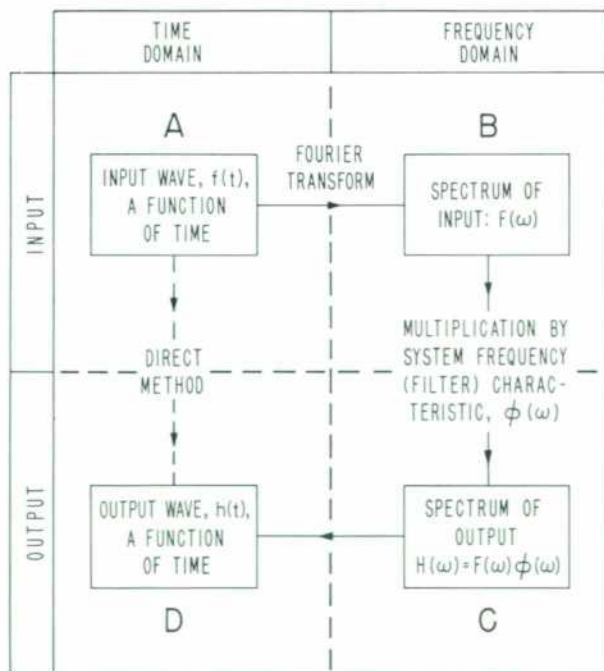 TIME
DOMAIN
FREQUENCY
DOMAIN
INPUT
A
INPUT WAVE, f(t),
A FUNCTION
OF TIME
FOURIER
TRANSFORM
B
SPECTRUM OF
INPUT: F(ω)
DIRECT
METHOD
MULTIPLICATION BY
SYSTEM FREQUENCY
(FILTER) CHARAC-
TERISTIC, ϕ(ω)
OUTPUT
OUTPUT WAVE, h(t),
A FUNCTION
OF TIME
D
SPECTRUM OF
OUTPUT
H(ω)=F(ω)ϕ(ω)
C